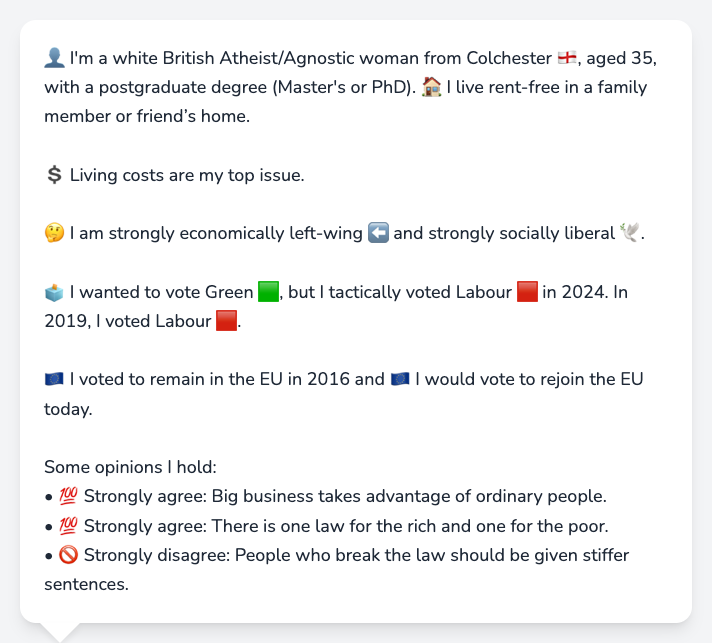 👤 I'm a white British Atheist/Agnostic woman from Colchester 🏴󠁧󠁢󠁥󠁮󠁧󠁿, aged 35,
with a postgraduate degree (Master's or PhD). 🏠 I live rent-free in a family
member or friend’s home.
💲 Living costs are my top issue.
🤔 I am strongly economically left-wing ⬅️ and strongly socially liberal 🕊️.
🗳️ I wanted to vote Green 🟩, but I tactically voted Labour 🟥 in 2024. In
2019, I voted Labour 🟥.
🇪🇺 I voted to remain in the EU in 2016 and 🇪🇺 I would vote to rejoin the EU
today.
Some opinions I hold:
• 💯 Strongly agree: Big business takes advantage of ordinary people.
• 💯 Strongly agree: There is one law for the rich and one for the poor.
• 🚫 Strongly disagree: People who break the law should be given stiffer
sentences.